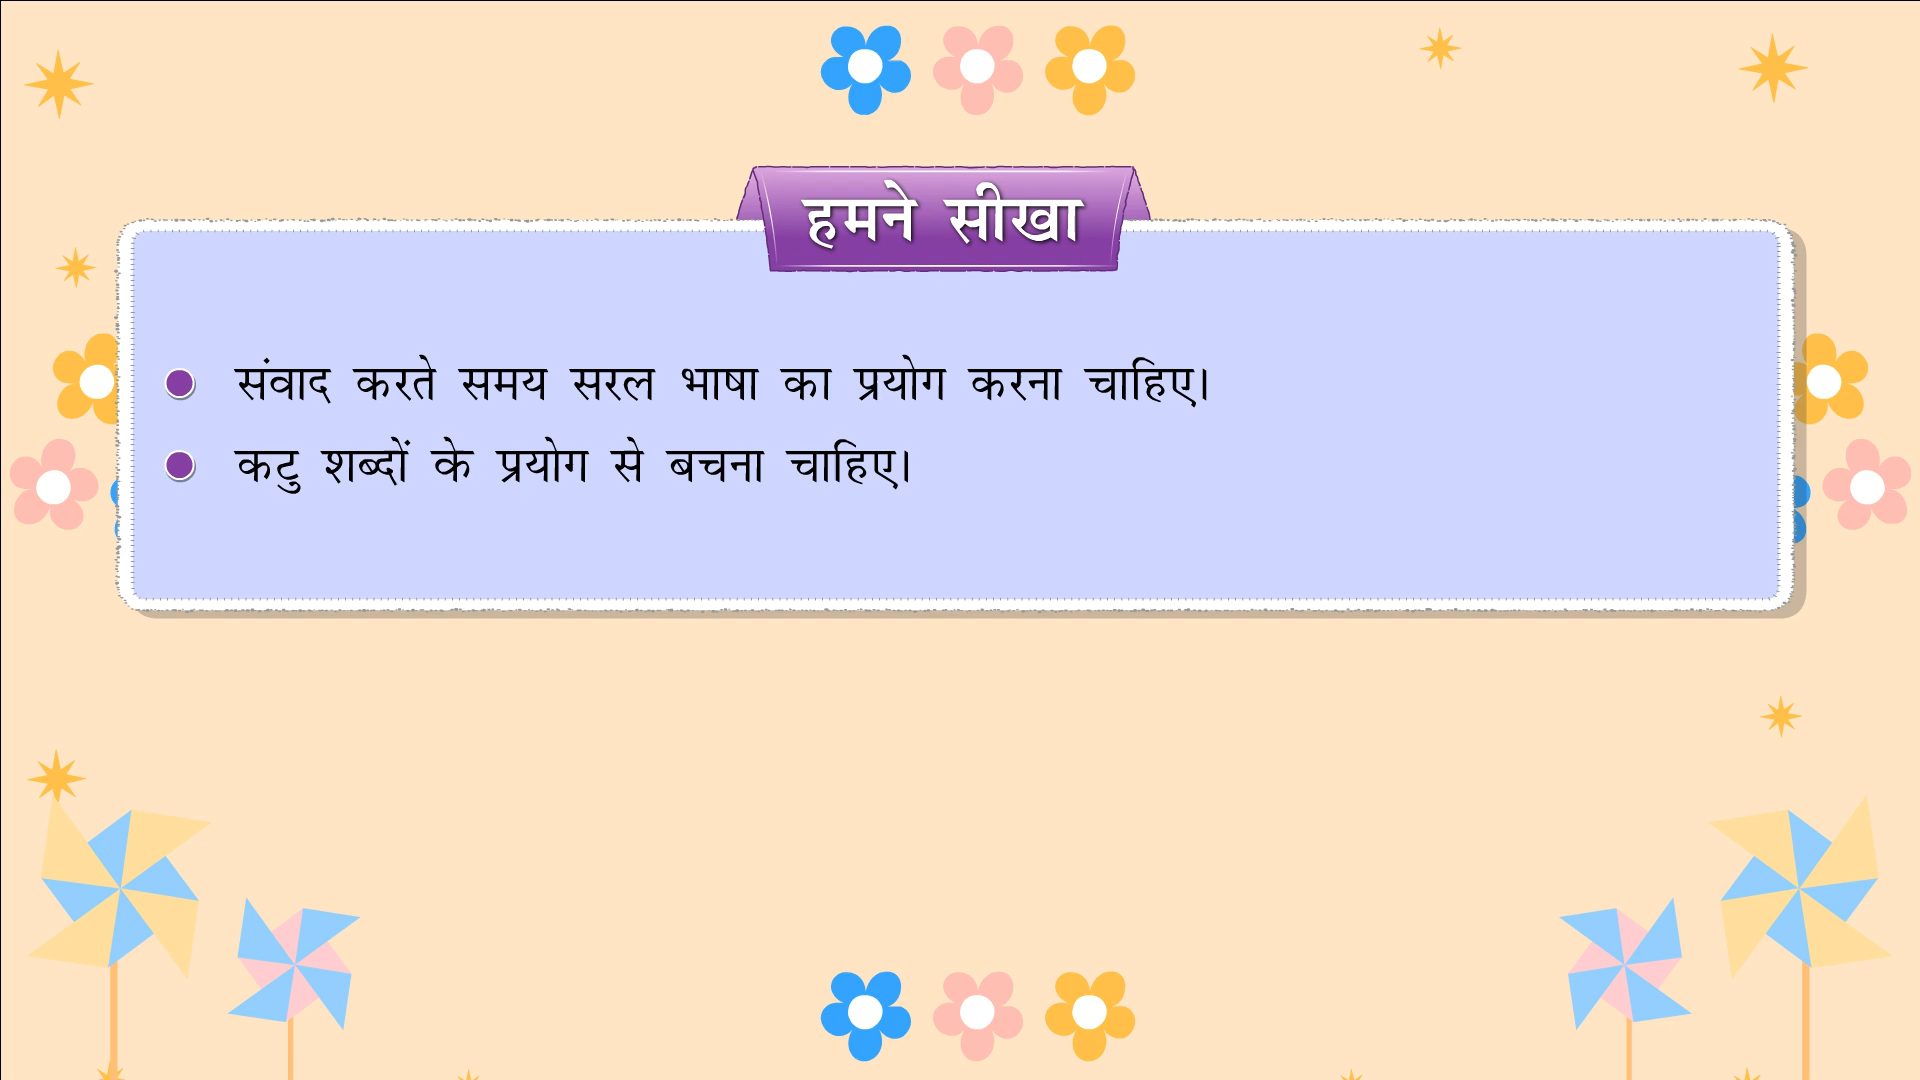 हमने सीखा
संवाद करते समय सरल भाषा का प्रयोग करना चाहिए।
कटु शब्दों के प्रयोग से बचना चाहिए।